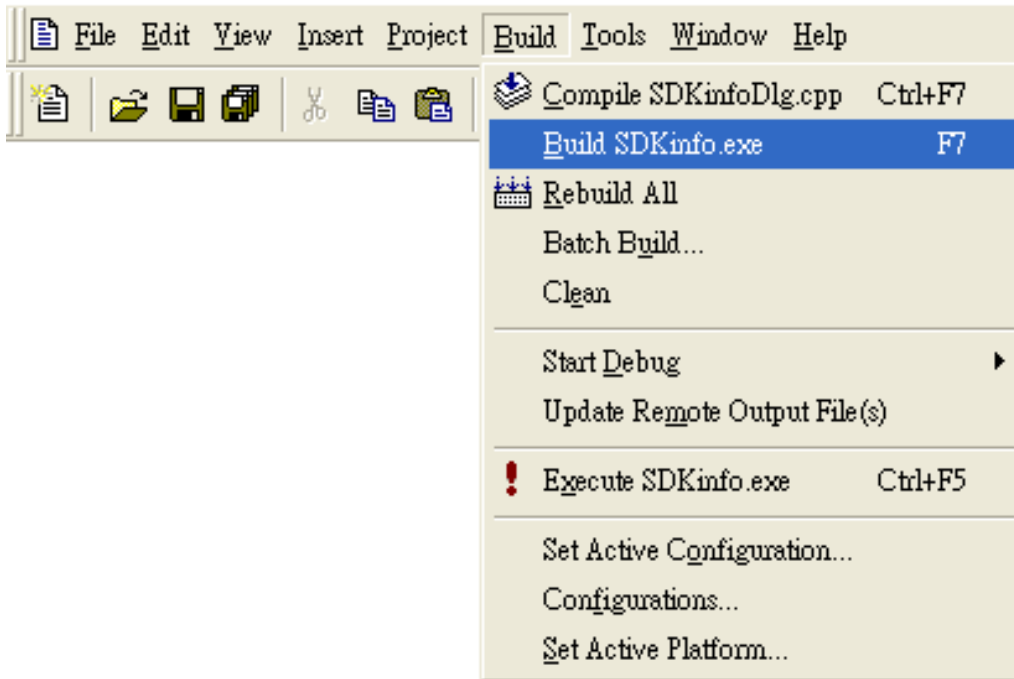 File Edit View Insert Project Build Tools Window Help
Compile SDKinfoDlg.cpp Ctrl+F7
Build SDKinfo.exe F7
Rebuild All
Batch Build...
Clean
Start Debug
Update Remote Output File(s)
Execute SDKinfo.exe Ctrl+F5
Set Active Configuration...
Configurations...
Set Active Platform...